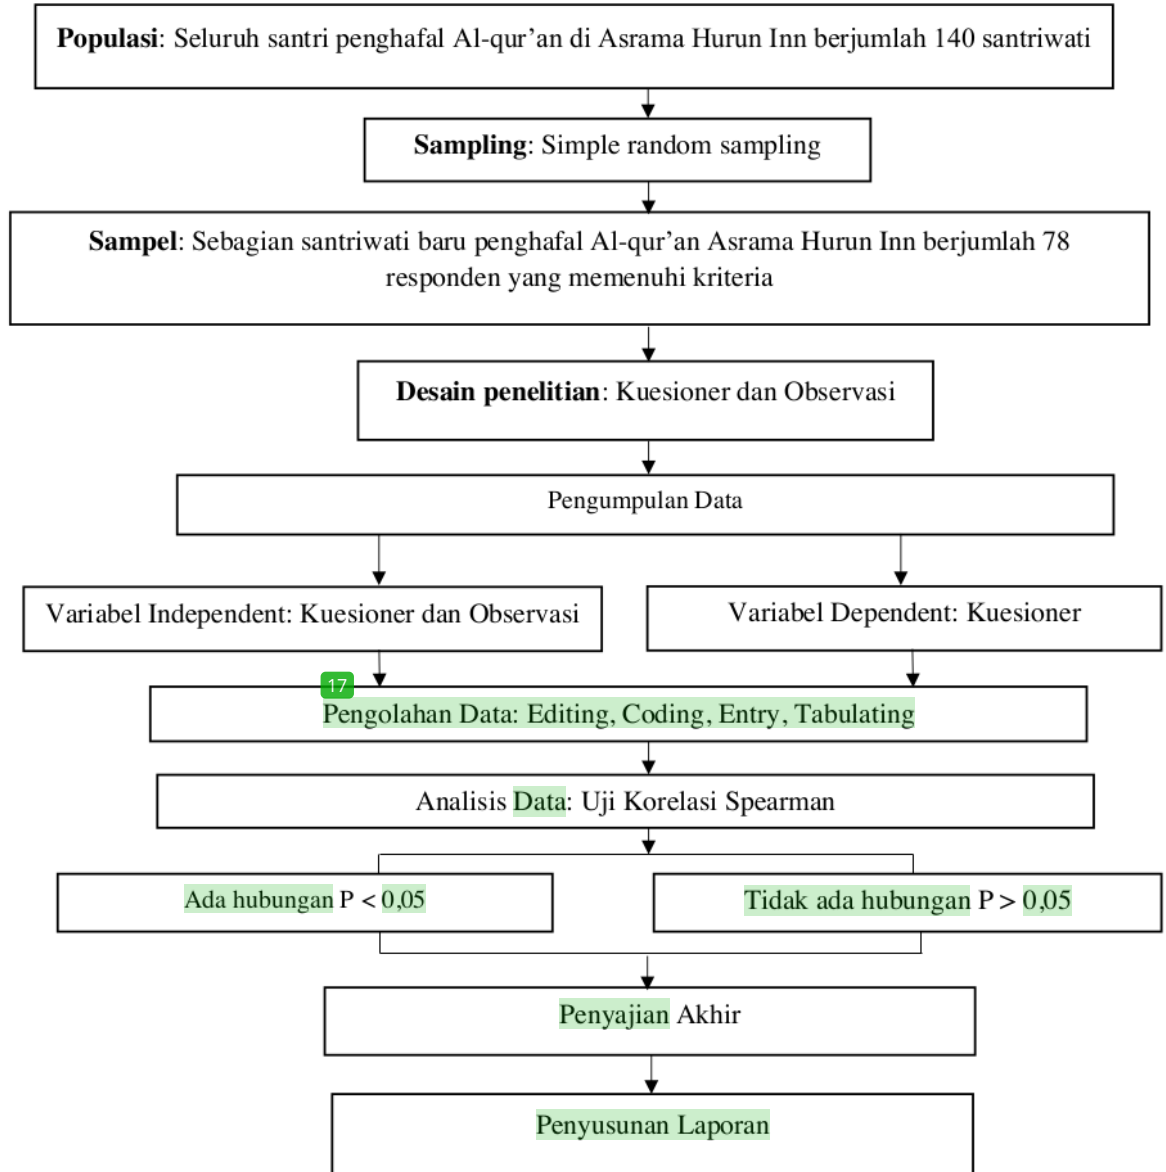 Populasi: Seluruh santri penghafal Al-qur’an di Asrama Hurun Inn berjumlah 140 santriwati
Sampling: Simple random sampling
Sampel: Sebagian santriwati baru penghafal Al-qur’an Asrama Hurun Inn berjumlah 78
responden yang memenuhi kriteria
Desain penelitian: Kuesioner dan Observasi
Pengumpulan Data
Variabel Independent: Kuesioner dan Observasi
Variabel Dependent: Kuesioner
17
Pengolahan Data: Editing, Coding, Entry, Tabulating
Analisis Data: Uji Korelasi Spearman
Ada hubungan P < 0,05
Tidak ada hubungan P > 0,05
Penyajian Akhir
Penyusunan Laporan